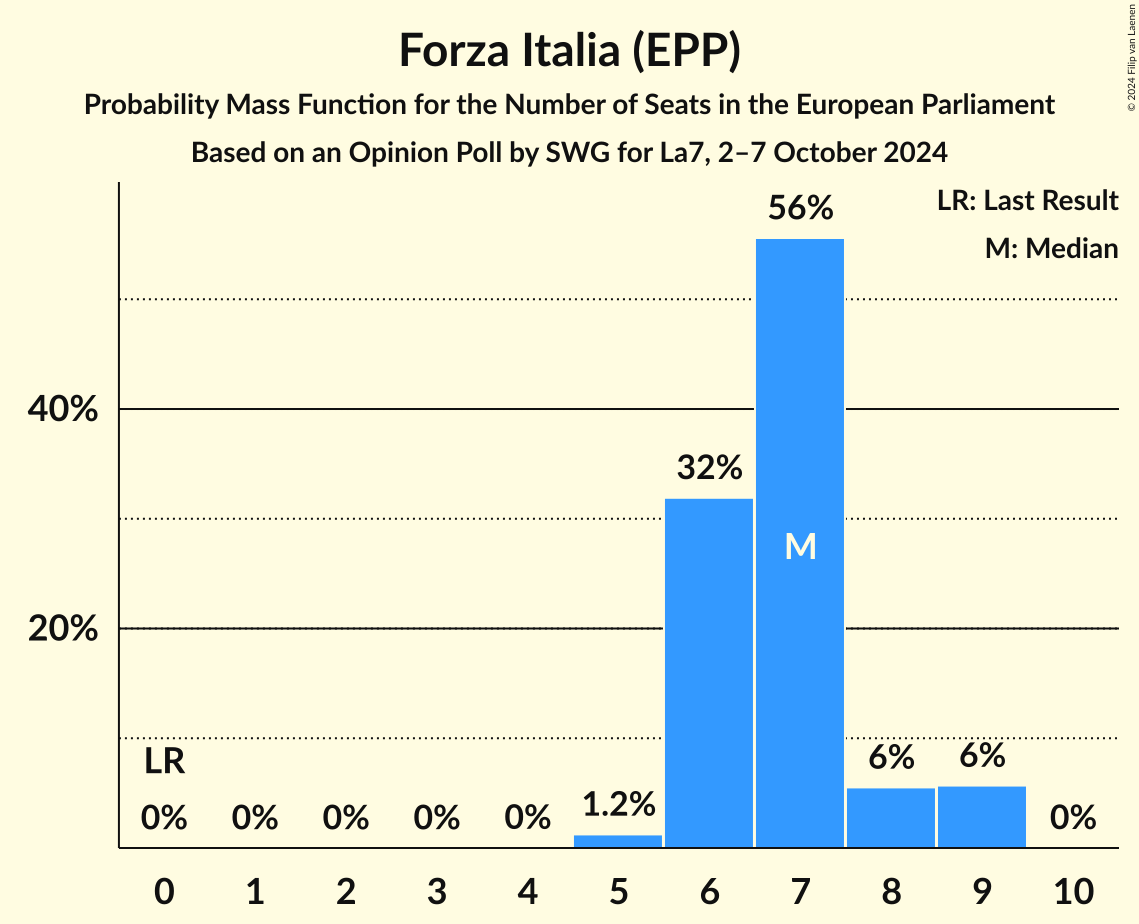 Forza Italia (EPP)
Probability Mass Function for the Number of Seats in the European Parliament
Based on an Opinion Poll by SWG for La7, 2–7 October 2024
© 2024 Filip van Laenen
LR: Last Result
M: Median
56%
40%
32%
M
20%
LR
0% 0% 0% 0% 0% 1.2% 6% 6% 0%
0 1 2 3 4 5 6 7 8 9 10